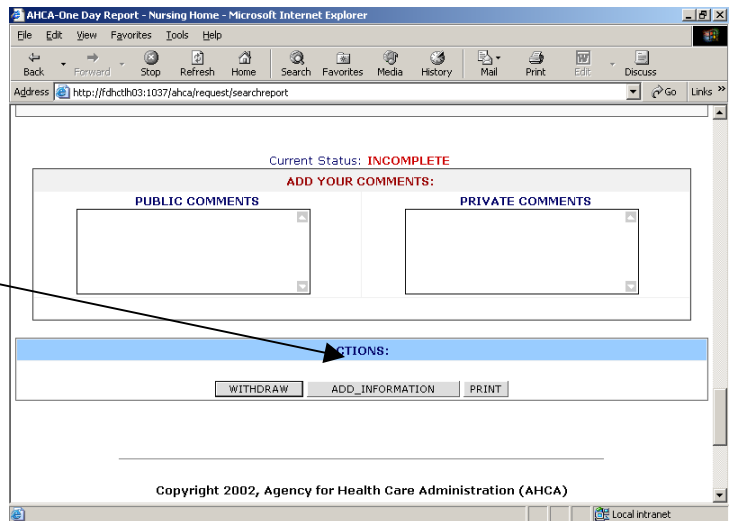 AHCA-One Day Report - Nursing Home - Microsoft Internet Explorer
File Edit View Favorites Tools Help
Back Forward Stop Refresh Home Search Favorites Media History Mail Print Edit Discuss
Address http://fdhctlh03:1037/ahca/request/searchreport Go Links »
Current Status: INCOMPLETE
ADD YOUR COMMENTS:
PUBLIC COMMENTS PRIVATE COMMENTS
CTIONS:
WITHDRAW ADD_INFORMATION PRINT
Copyright 2002, Agency for Health Care Administration (AHCA)
Local intranet